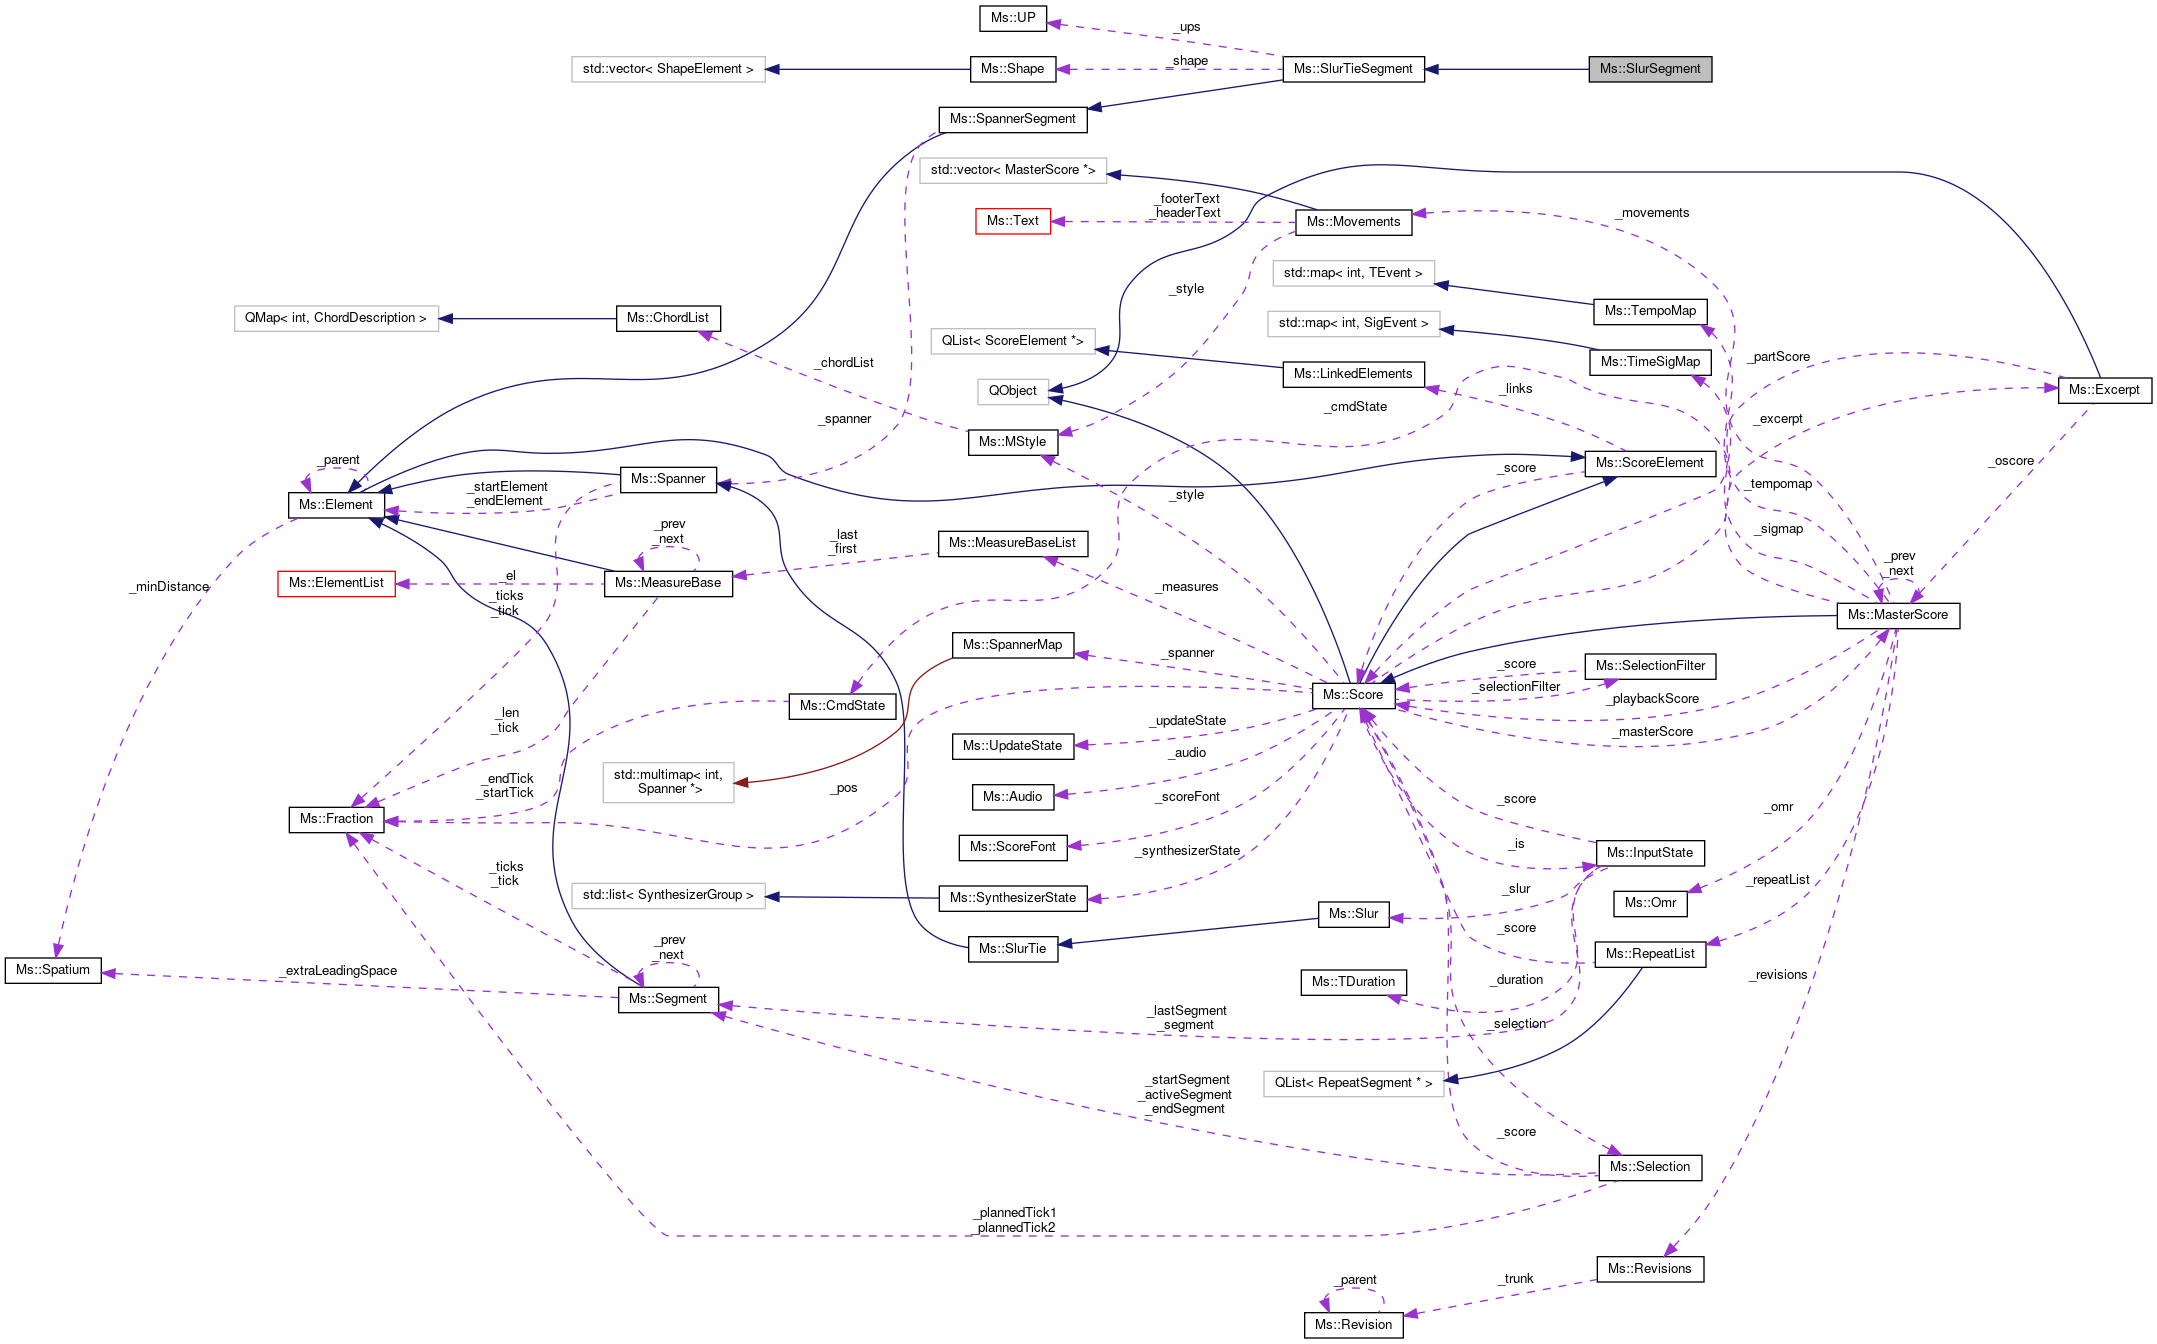 Ms::UP
_ups
std::vector< ShapeElement >
Ms::Shape
_shape
Ms::SlurTieSegment
Ms::SlurSegment
Ms::SpannerSegment
std::vector< MasterScore *>
_footerText
_headerText
Ms::Text
Ms::Movements
_movements
std::map< int, TEvent >
_style
QMap< int, ChordDescription >
Ms::ChordList
Ms::TempoMap
std::map< int, SigEvent >
QList< ScoreElement *>
_chordList
Ms::LinkedElements
Ms::TimeSigMap
_partScore
QObject
_links
Ms::Excerpt
_cmdState
_spanner
_excerpt
Ms::MStyle
_parent
Ms::Spanner
Ms::ScoreElement
_score
_oscore
_startElement
_endElement
Ms::Element
_style
_tempomap
_prev
_next
_last
_first
Ms::MeasureBaseList
_sigmap
_prev
_next
Ms::ElementList
_el
Ms::MeasureBase
_minDistance
_measures
_ticks
_tick
Ms::MasterScore
Ms::SpannerMap
_spanner
_score
Ms::SelectionFilter
_selectionFilter
Ms::Score
_playbackScore
Ms::CmdState
_len
_tick
_updateState
_masterScore
Ms::UpdateState
_audio
std::multimap< int,
Spanner *>
_endTick
_startTick
_pos
Ms::Audio
_scoreFont
_score
_omr
Ms::Fraction
Ms::ScoreFont
_synthesizerState
_is
Ms::InputState
_ticks
_tick
std::list< SynthesizerGroup >
Ms::SynthesizerState
_slur
_repeatList
Ms::Omr
Ms::Slur
_score
Ms::SlurTie
_prev
_next
Ms::RepeatList
Ms::Spatium
_extraLeadingSpace
_revisions
Ms::TDuration
_duration
Ms::Segment
_lastSegment
_segment
_selection
_startSegment
_activeSegment
_endSegment
QList< RepeatSegment * >
_score
Ms::Selection
_plannedTick1
_plannedTick2
Ms::Revisions
_parent
_trunk
Ms::Revision